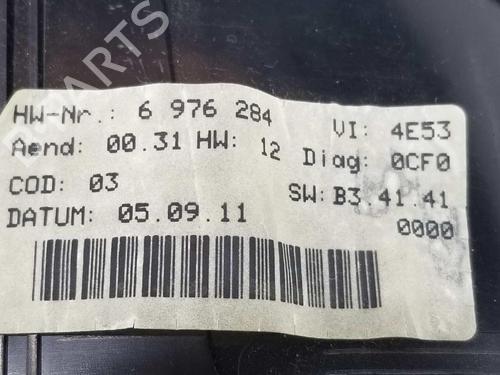 PARTS
HW-Nr.: 6 976 284
VI: 4E53
Aend: 00.31 HW: 12 Diag: 0CF0
COD: 03
SW: B3.41.41
DATUM: 05.09.11
0000